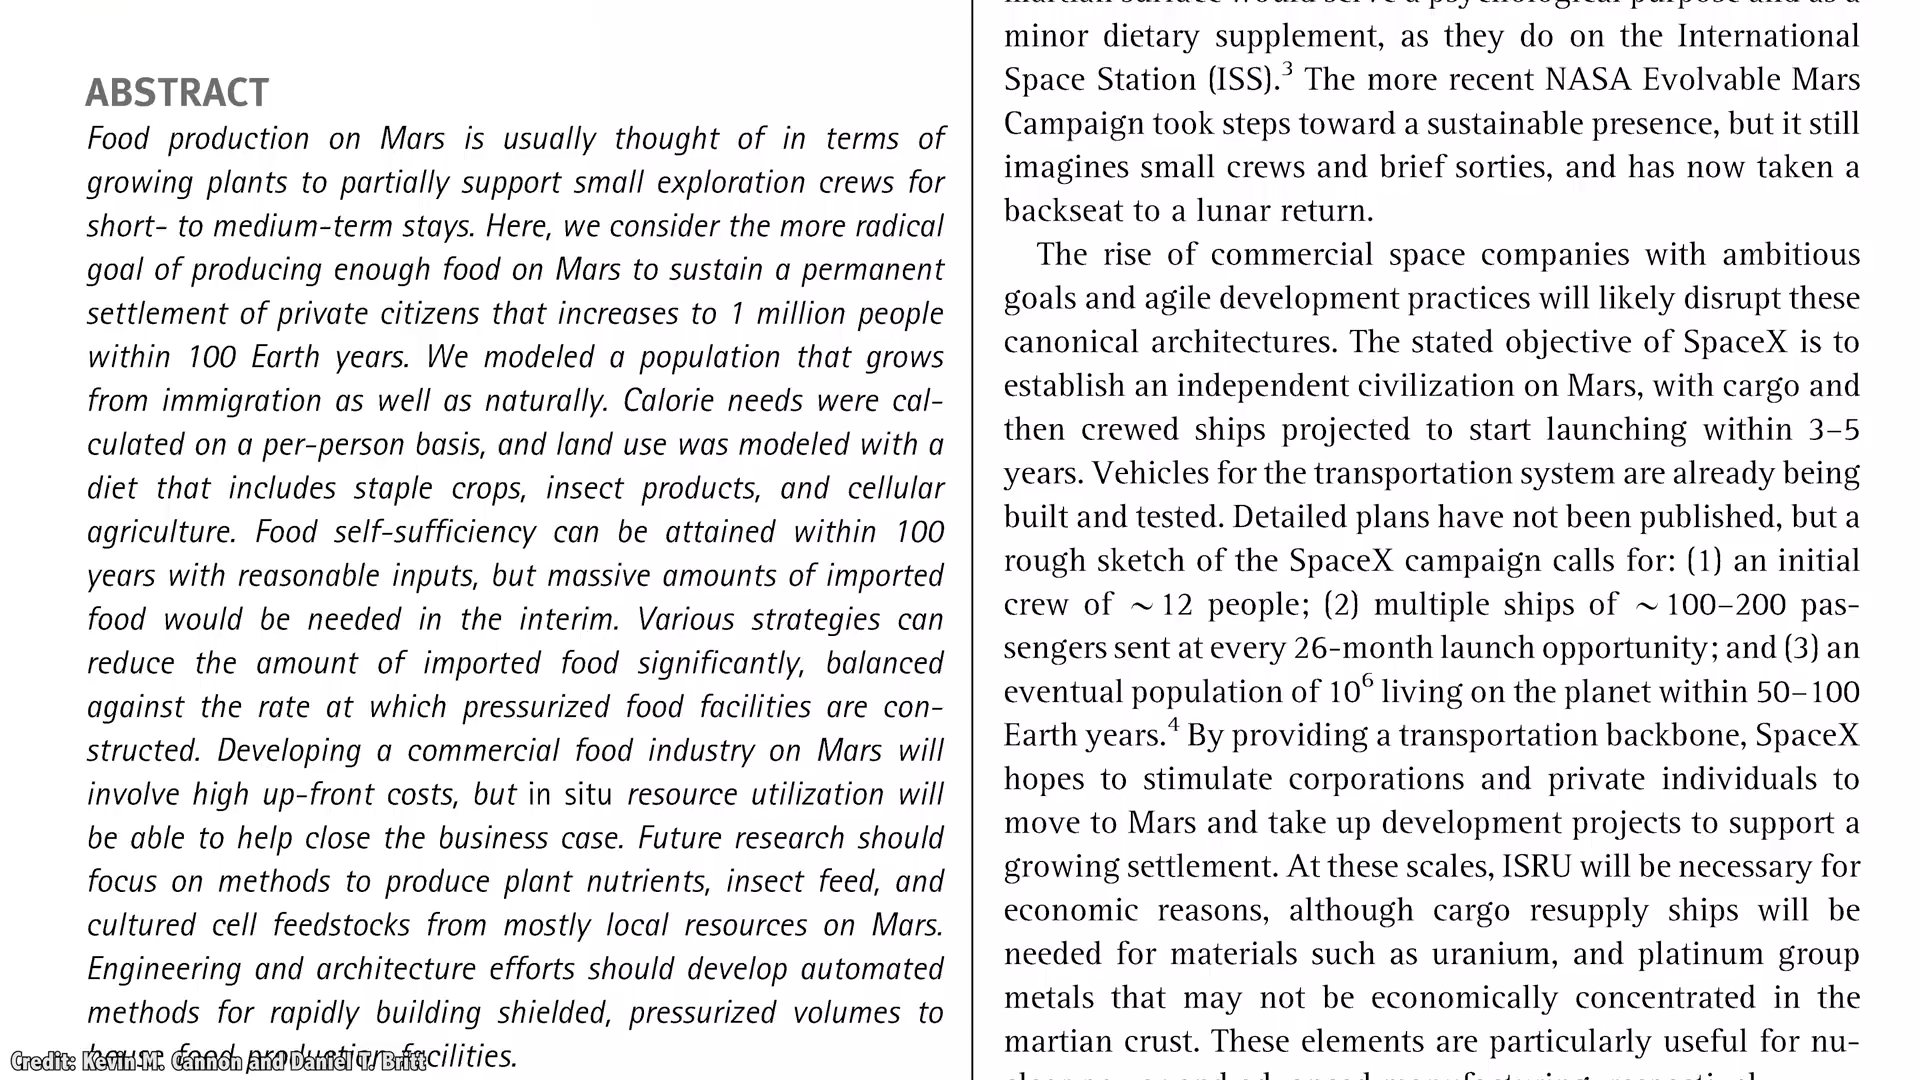 ABSTRACT
Food production on Mars is usually thought of in terms of
growing plants to partially support small exploration crews for
short- to medium-term stays. Here, we consider the more radical
goal of producing enough food on Mars to sustain a permanent
settlement of private citizens that increases to 1 million people
within 100 Earth years. We modeled a population that grows
from immigration as well as naturally. Calorie needs were cal-
culated on a per-person basis, and land use was modeled with a
diet that includes staple crops, insect products, and cellular
agriculture. Food self-sufficiency can be attained within 100
years with reasonable inputs, but massive amounts of imported
food would be needed in the interim. Various strategies can
reduce the amount of imported food significantly, balanced
against the rate at which pressurized food facilities are con-
structed. Developing a commercial food industry on Mars will
involve high up-front costs, but in situ resource utilization will
be able to help close the business case. Future research should
focus on methods to produce plant nutrients, insect feed, and
cultured cell feedstocks from mostly local resources on Mars.
Engineering and architecture efforts should develop automated
methods for rapidly building shielded, pressurized volumes to
house food production facilities.
Credit: Kevin M. Cannon and Daniel T. Britt
martian surface would serve a psychological purpose and as a
minor dietary supplement, as they do on the International
Space Station (ISS).3 The more recent NASA Evolvable Mars
Campaign took steps toward a sustainable presence, but it still
imagines small crews and brief sorties, and has now taken a
backseat to a lunar return.
The rise of commercial space companies with ambitious
goals and agile development practices will likely disrupt these
canonical architectures. The stated objective of SpaceX is to
establish an independent civilization on Mars, with cargo and
then crewed ships projected to start launching within 3–5
years. Vehicles for the transportation system are already being
built and tested. Detailed plans have not been published, but a
rough sketch of the SpaceX campaign calls for: (1) an initial
crew of ~12 people; (2) multiple ships of ~100–200 pas-
sengers sent at every 26-month launch opportunity; and (3) an
eventual population of 10⁶ living on the planet within 50–100
Earth years.4 By providing a transportation backbone, SpaceX
hopes to stimulate corporations and private individuals to
move to Mars and take up development projects to support a
growing settlement. At these scales, ISRU will be necessary for
economic reasons, although cargo resupply ships will be
needed for materials such as uranium, and platinum group
metals that may not be economically concentrated in the
martian crust. These elements are particularly useful for nu-